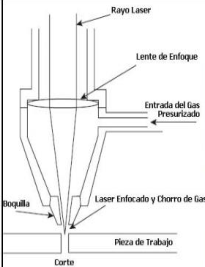 Rayo Laser
Lente de Enfoque
Entrada del Gas
Presurizado
Boquilla
Laser Enfocado y Chorro de Gas
Pieza de Trabajo
Corte